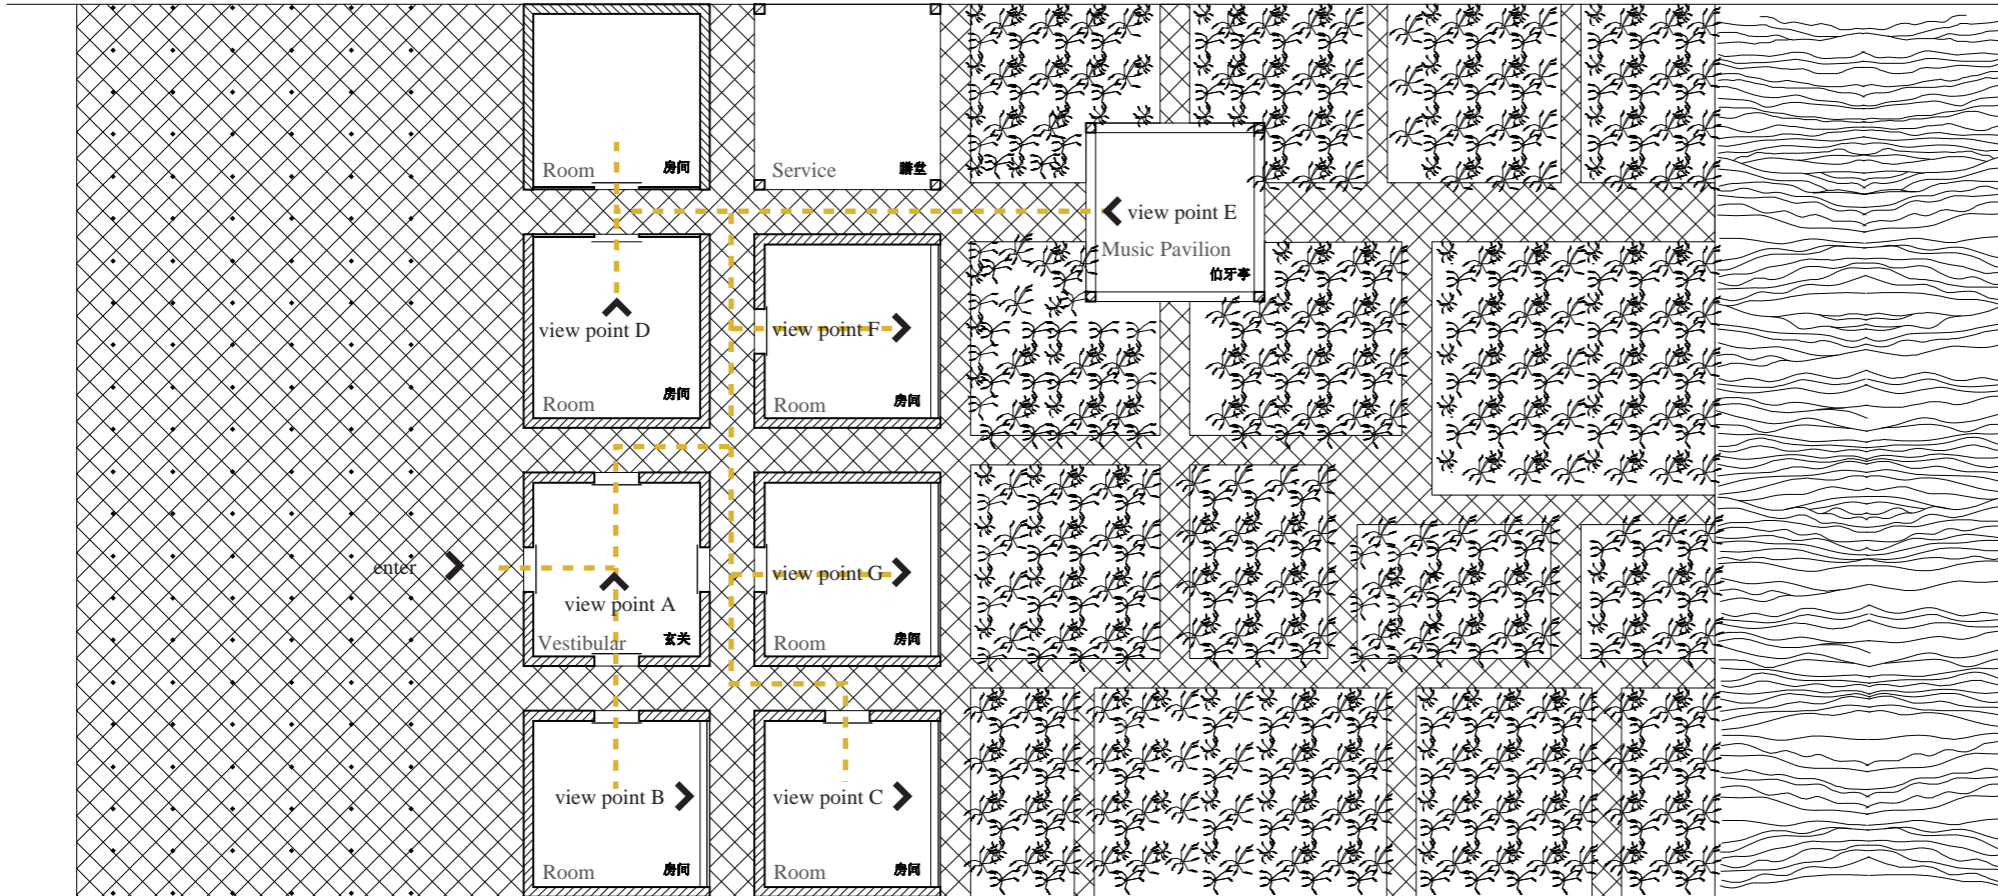 Room 房间
Service 膳堂
view point E
Music Pavilion
伯牙亭
view point D
Room 房间
view point F
Room 房间
enter
view point A
Vestibular 玄关
view point G
Room 房间
view point B
Room 房间
view point C
Room 房间